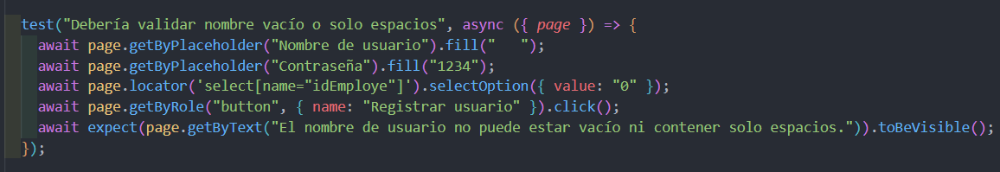 test("Debería validar nombre vacío o solo espacios", async ({ page }) => {
  await page.getByPlaceholder("Nombre de usuario").fill("   ");
  await page.getByPlaceholder("Contraseña").fill("1234");
  await page.locator('select[name="idEmploye"]').selectOption({ value: "0" });
  await page.getByRole("button", { name: "Registrar usuario" }).click();
  await expect(page.getByText("El nombre de usuario no puede estar vacío ni contener solo espacios.")).toBeVisible();
});